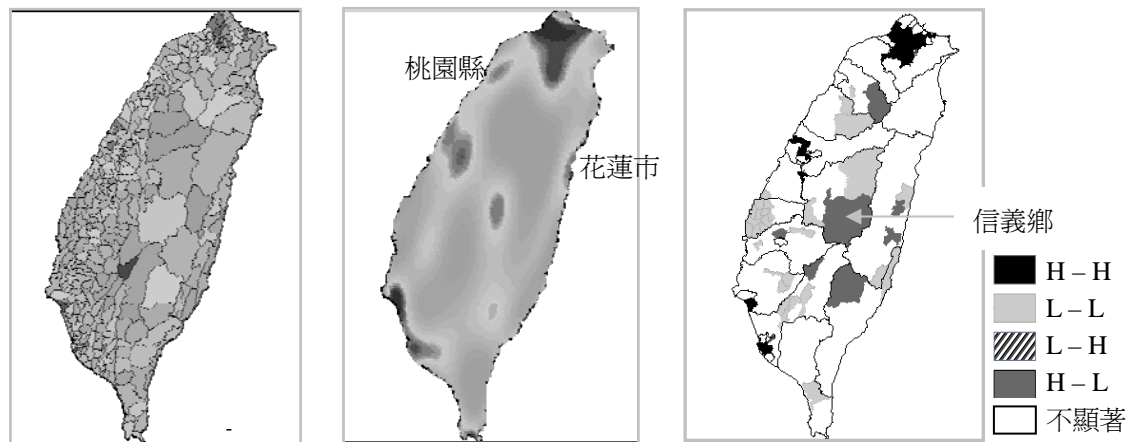 桃園縣
花蓮市
信義鄉
H – H
L – L
L – H
H – L
不顯著